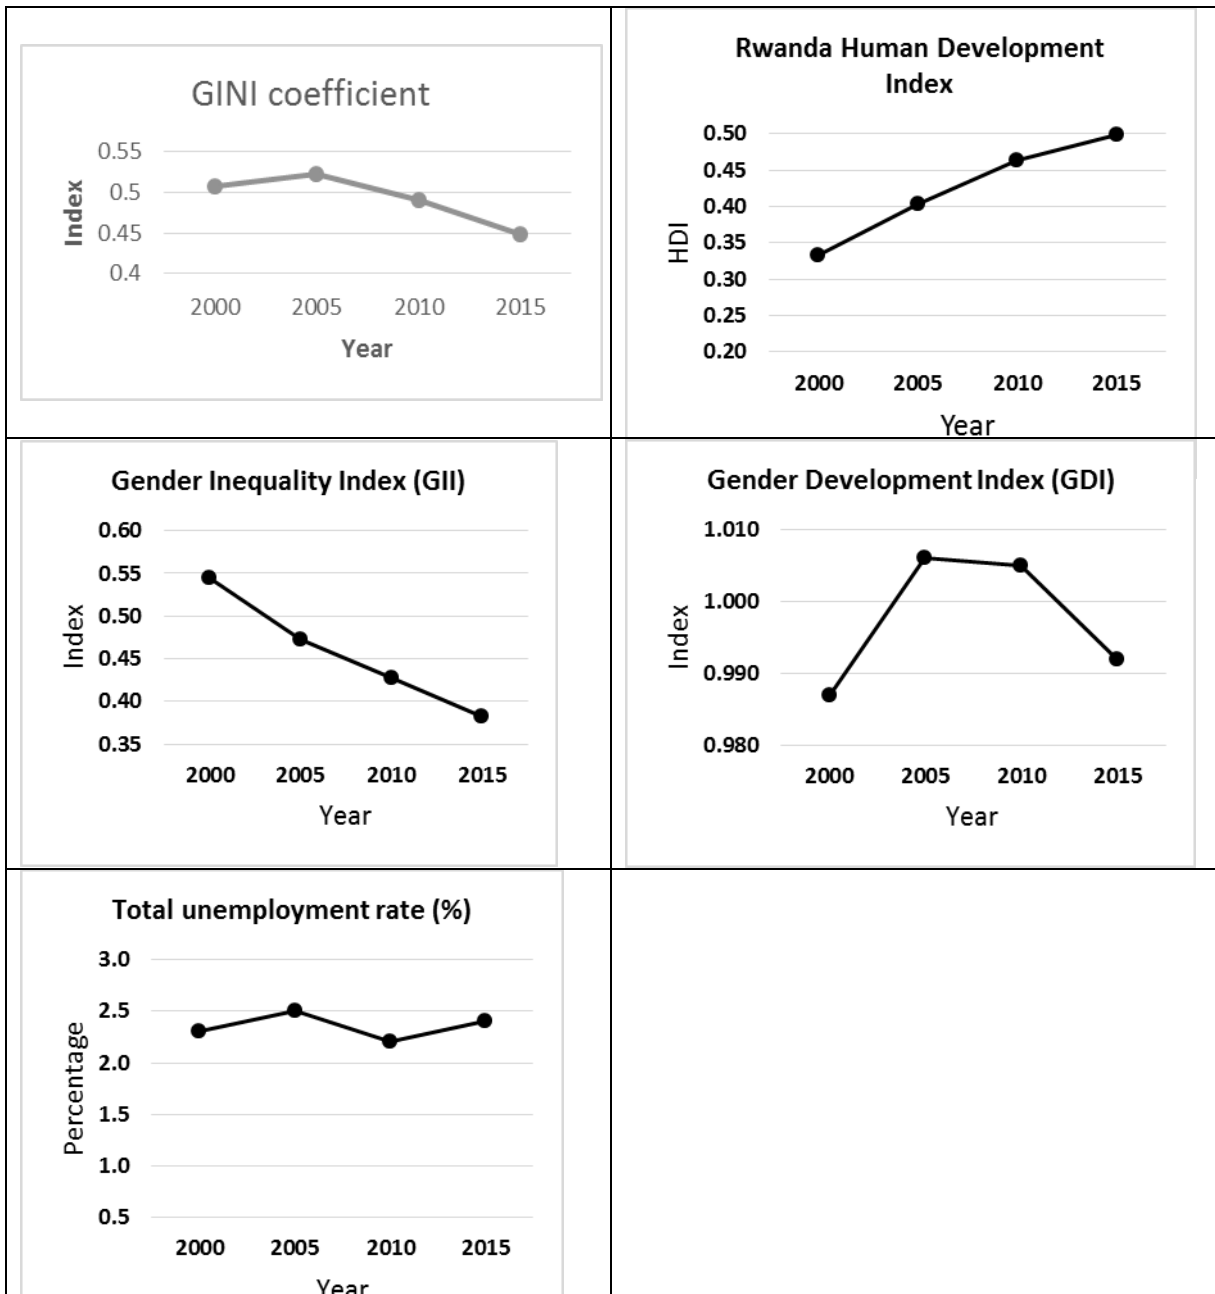 GINI coefficient
0.55
0.5
0.45
0.4
Index
2000 2005 2010 2015
Year
Rwanda Human Development
Index
0.50
0.45
0.40
0.35
0.30
0.25
0.20
HDI
2000 2005 2010 2015
Year
Gender Inequality Index (GII)
0.60
0.55
0.50
0.45
0.40
0.35
Index
2000 2005 2010 2015
Year
Gender Development Index (GDI)
1.010
1.000
0.990
0.980
Index
2000 2005 2010 2015
Year
Total unemployment rate (%)
3.0
2.5
2.0
1.5
1.0
0.5
Percentage
2000 2005 2010 2015
Year